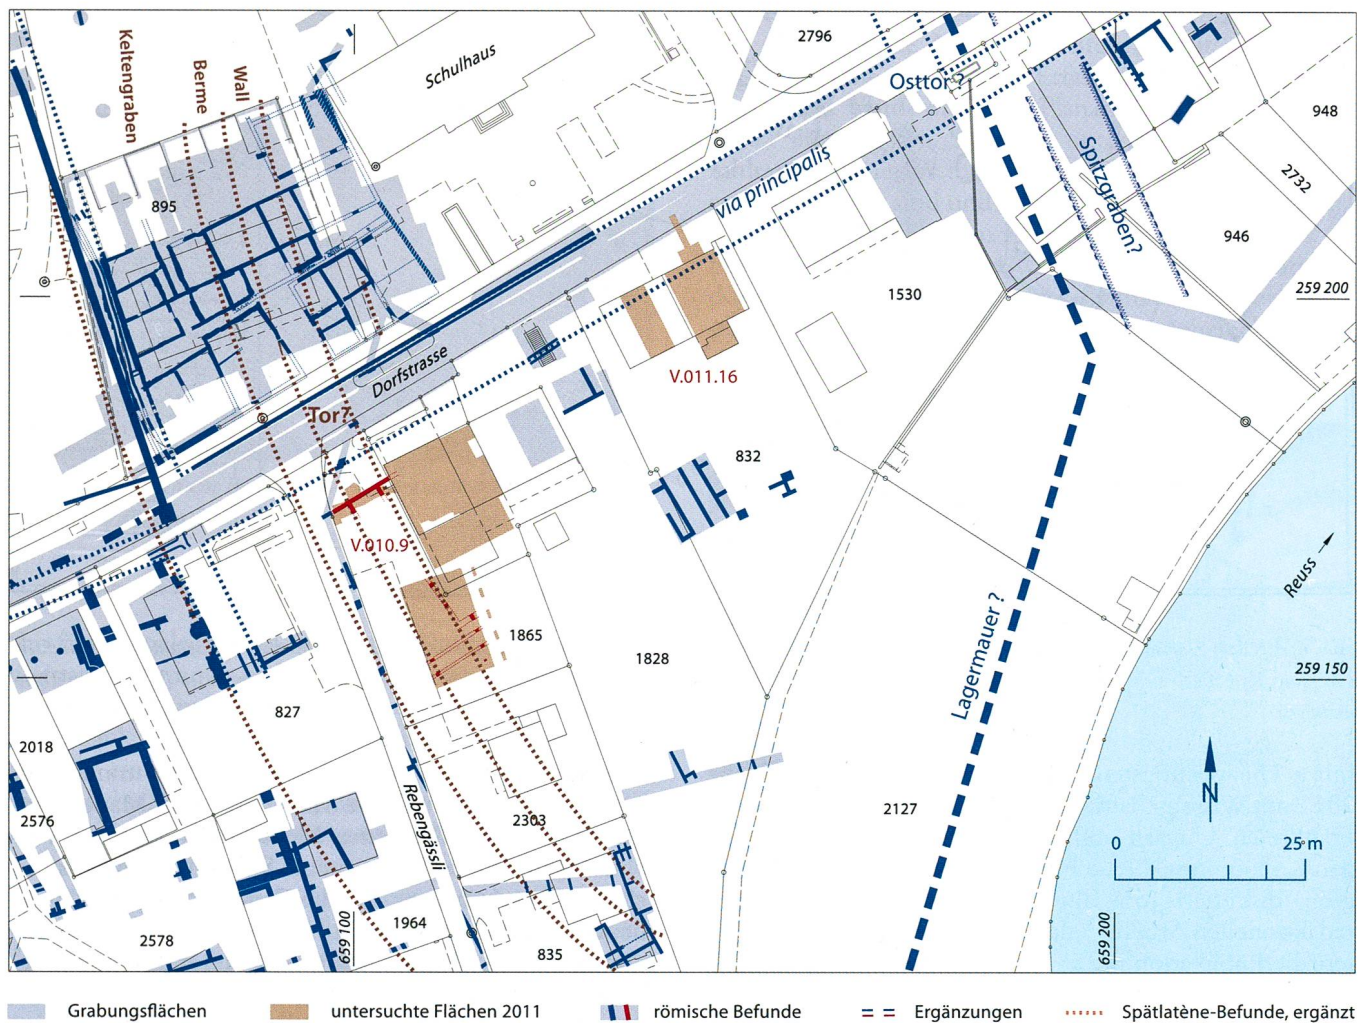 Keltengraben
Berme
Wall
Schulhaus
2796
Osttor ?
948
2732
via principalis
Spitzgraben?
895
946
1530
259 200
Dorfstrasse
V.011.16
Tor?
832
V.010.9
Reuss
1865
1828
259 150
Lagermauer ?
827
2018
N
2576
Rebengässli
2303
2127
0 25 m
659 100
1964
659 200
2578
835
Grabungsflächen
untersuchte Flächen 2011
römische Befunde
Ergänzungen
Spätlatène-Befunde, ergänzt